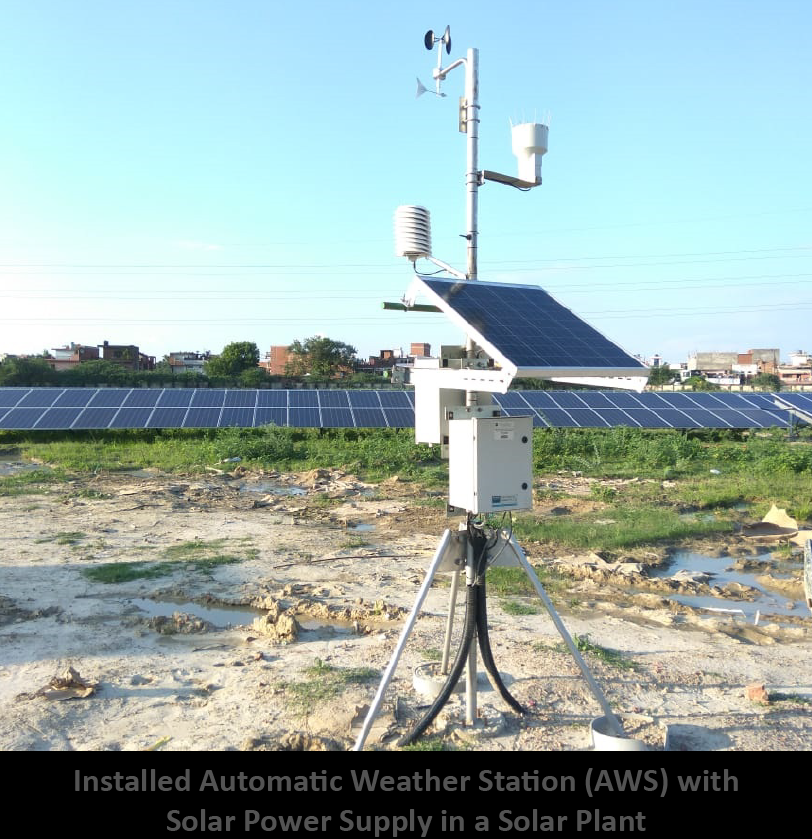 Installed Automatic Weather Station (AWS) with
Solar Power Supply in a Solar Plant